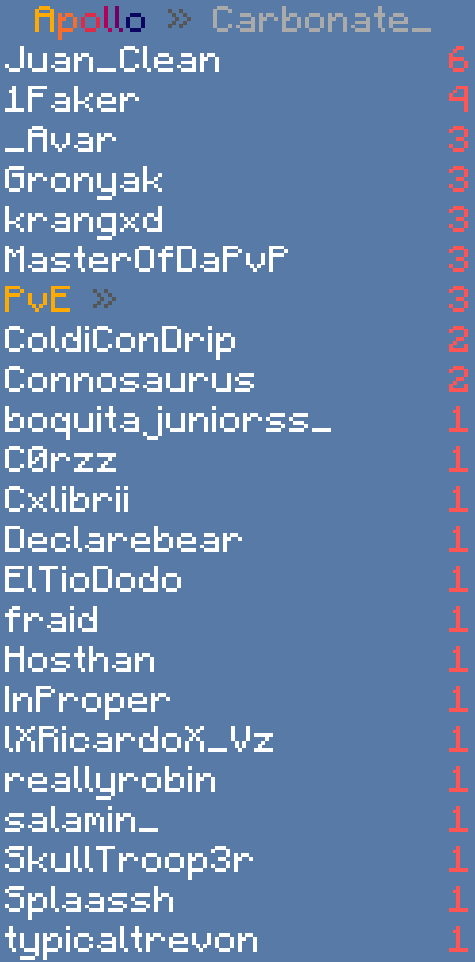 Apollo » Carbonate_
Juan_Clean 6
1Faker 4
_Avar 3
Gronyak 3
krangxd 3
MasterOfDaPvP 3
PvE » 3
ColdiConDrip 2
Connosaurus 2
boquita_juniorss_ 1
C0rzz 1
Cxlibrii 1
Declarebear 1
ElTioDodo 1
fraid 1
Hosthan 1
InProper 1
lXRicardoX_Vz 1
reallyrobin 1
salamin_ 1
SkullTroop3r 1
Splaassh 1
typicaltrevon 1